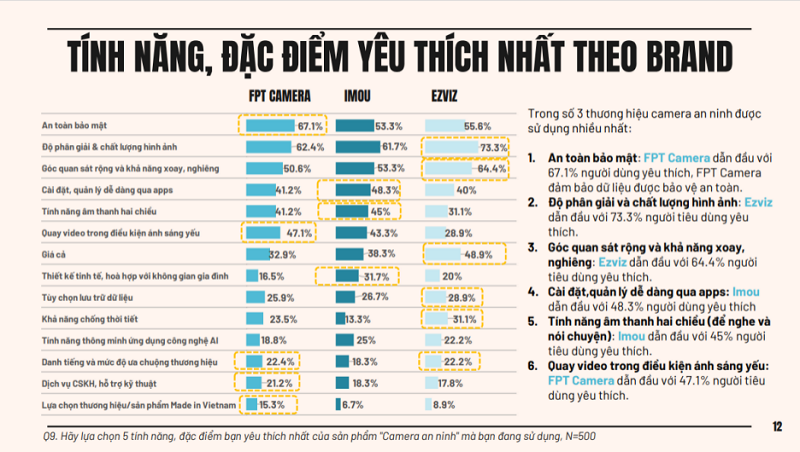 TÍNH NĂNG, ĐẶC ĐIỂM YÊU THÍCH NHẤT THEO BRAND
FPT CAMERA IMOU EZVIZ
An toàn bảo mật 67.1% 53.3% 55.6%
Độ phân giải & chất lượng hình ảnh 62.4% 61.7% 73.3%
Góc quan sát rộng và khả năng xoay, nghiêng 50.6% 53.3% 64.4%
Cài đặt, quản lý dễ dàng qua apps 41.2% 48.3% 40%
Tính năng âm thanh hai chiều 41.2% 45% 31.1%
Quay video trong điều kiện ánh sáng yếu 47.1% 43.3% 28.9%
Giá cả 32.9% 38.3% 48.9%
Thiết kế tinh tế, hoà hợp với không gian gia đình 16.5% 31.7% 20%
Tùy chọn lưu trữ dữ liệu 25.9% 26.7% 28.9%
Khả năng chống thời tiết 23.5% 13.3% 31.1%
Tính năng thông minh ứng dụng công nghệ AI 18.8% 25% 22.2%
Danh tiếng và mức độ ưa chuộng thương hiệu 22.4% 18.3% 22.2%
Dịch vụ CSKH, hỗ trợ kỹ thuật 21.2% 18.3% 17.8%
Lựa chọn thương hiệu/sản phẩm Made in Vietnam 15.3% 6.7% 8.9%
Trong số 3 thương hiệu camera an ninh được
sử dụng nhiều nhất:
1. An toàn bảo mật: FPT Camera dẫn đầu với
67.1% người dùng yêu thích, FPT Camera
đảm bảo dữ liệu được bảo vệ an toàn.
2. Độ phân giải và chất lượng hình ảnh: Ezviz
dẫn đầu với 73.3% người tiêu dùng yêu
thích.
3. Góc quan sát rộng và khả năng xoay,
nghiêng: Ezviz dẫn đầu với 64.4% người
tiêu dùng yêu thích.
4. Cài đặt,quản lý dễ dàng qua apps: Imou
dẫn đầu với 48.3% người tiêu dùng yêu thích
5. Tính năng âm thanh hai chiều (để nghe và
nói chuyện): Imou dẫn đầu với 45% người
tiêu dùng yêu thích.
6. Quay video trong điều kiện ánh sáng yếu:
FPT Camera dẫn đầu với 47.1% người tiêu
dùng yêu thích.
12
Q9. Hãy lựa chọn 5 tính năng, đặc điểm bạn yêu thích nhất của sản phẩm "Camera an ninh" mà bạn đang sử dụng, N=500